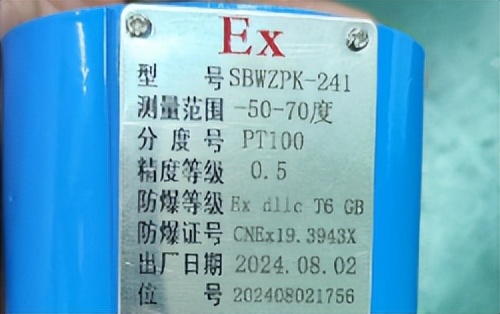 Ex
型 号 SBWZPK-241
测量范围 -50-70度
分 度 号 PT100
精度等级 0.5
防爆等级 Ex dllc T6 GB
防爆证号 CNEx19.3943X
出厂日期 2024.08.02
位 号 202408021756